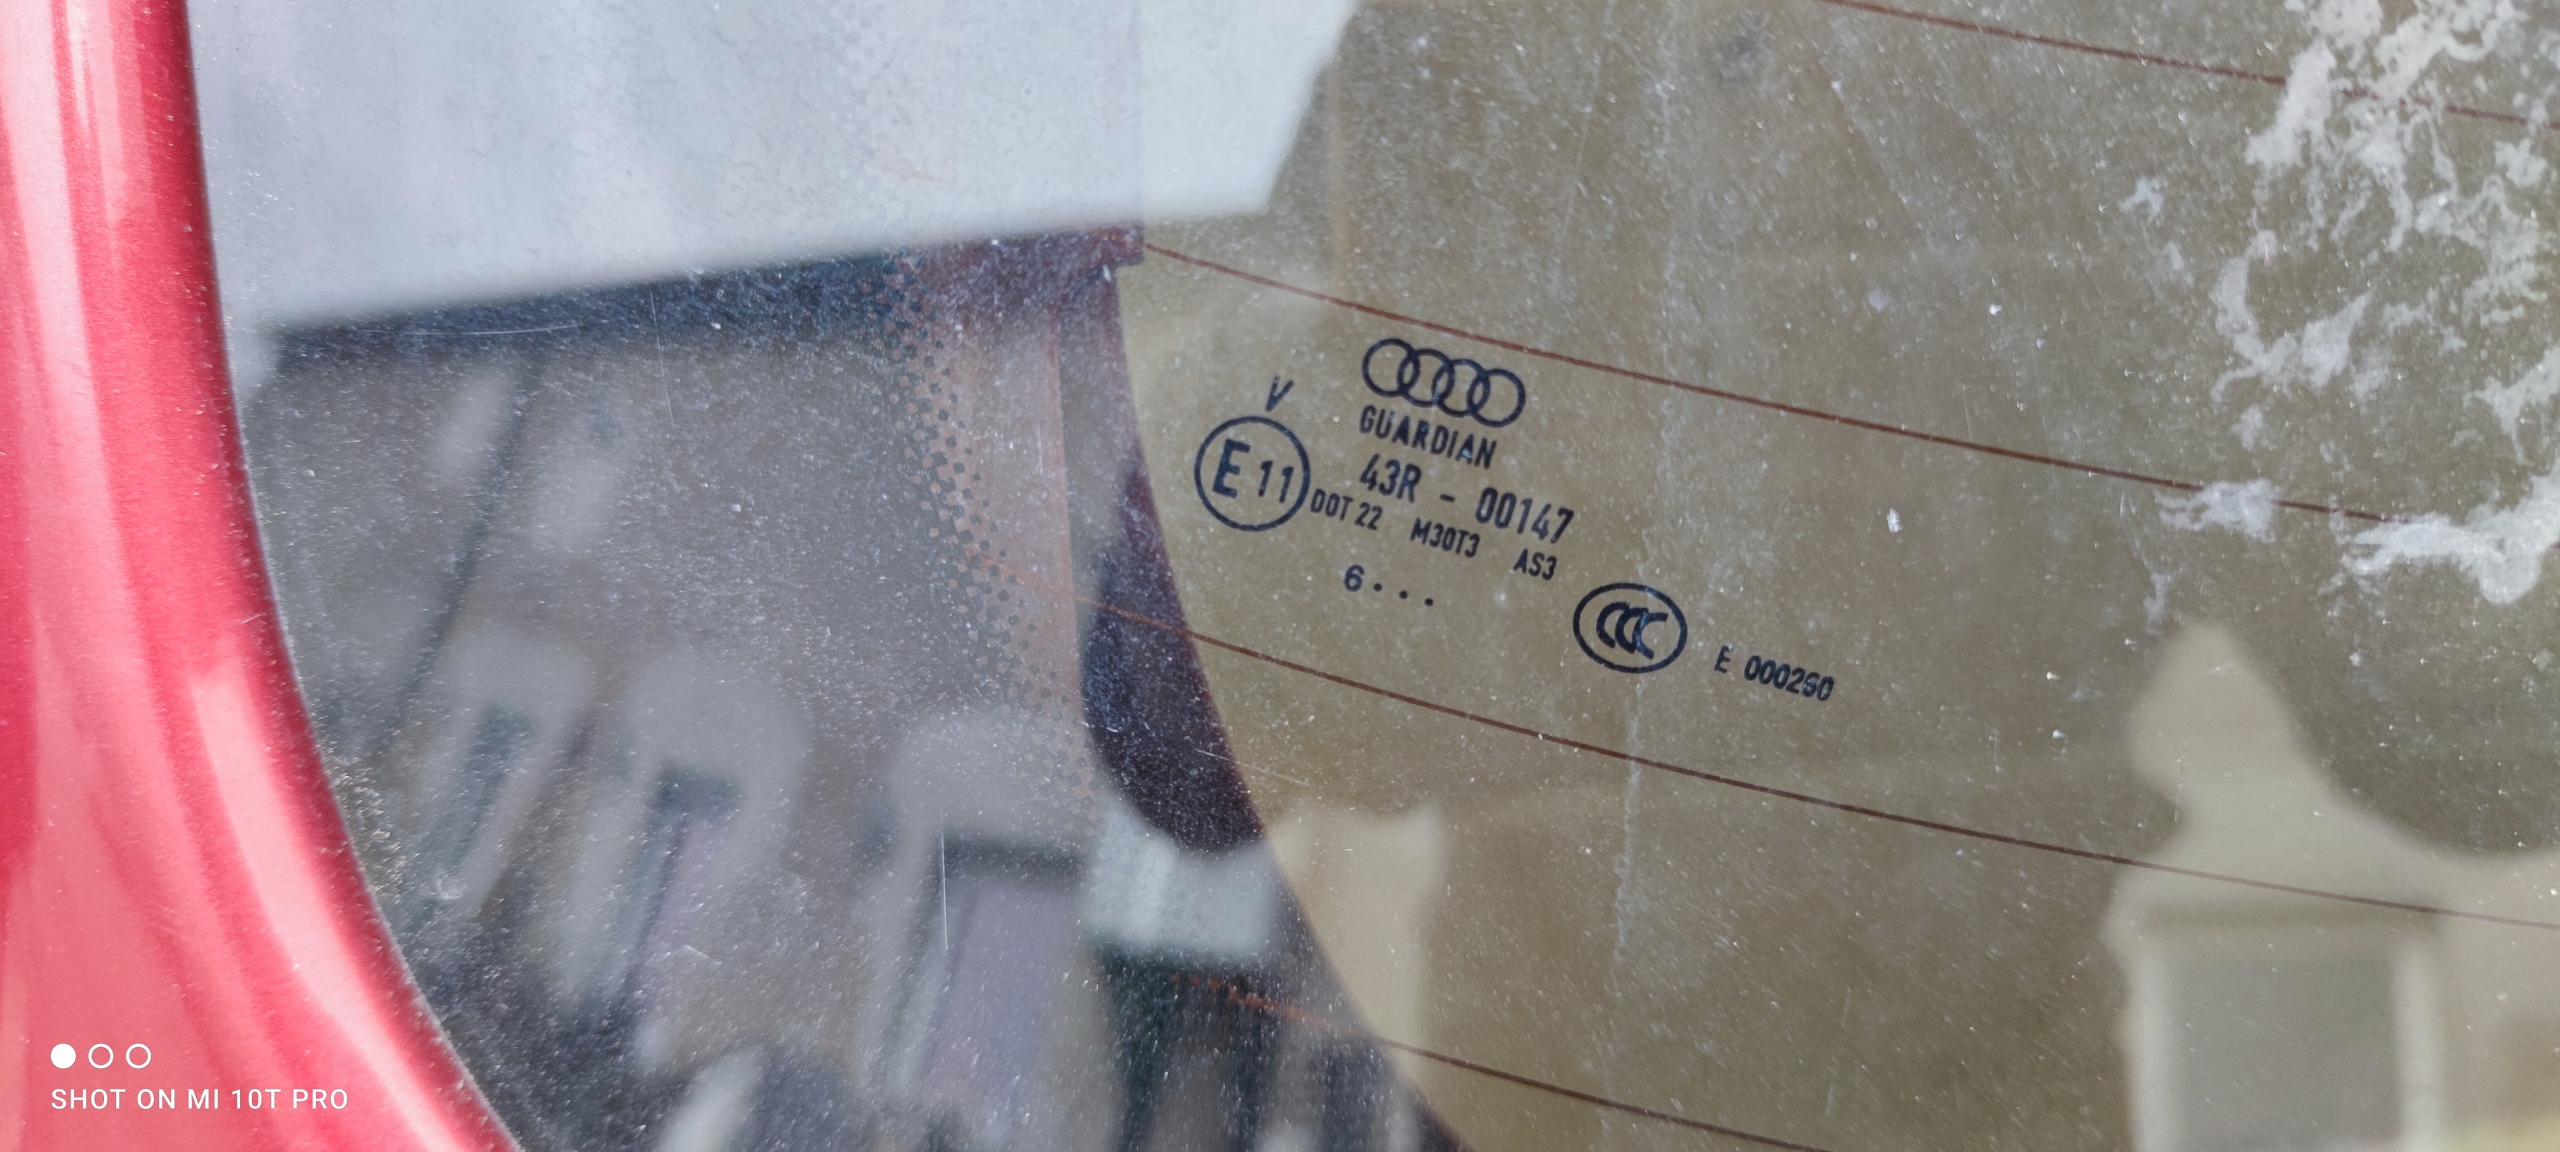 V
GUARDIAN
E 11
43R - 00147
DOT 22 M30T3 AS3
6...
CCC E 000260
SHOT ON MI 10T PRO